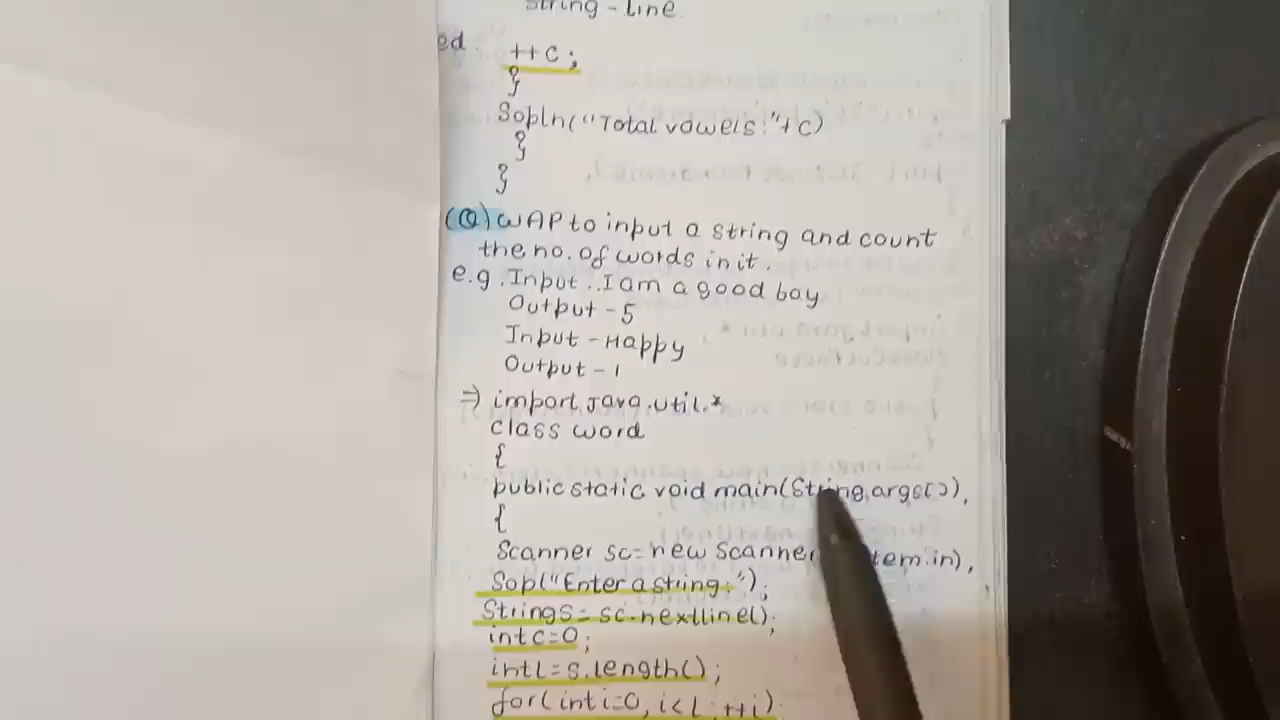 String - line
ed
++c;
}
Sopln("Total vowels:"+c)
}
}
(Q) WAP to input a string and count
the no. of words in it.
e.g. Input.. I am a good boy
Output - 5
Input - Happy
Output - 1
=) import java.util.*
class word
{
public static void main(String args[]),
{
Scanner sc= new Scanner( tem.in),
Sop("Enter a string:");
String s= sc.nextline();
int c=0;
int l= s.length();
for(int i=0, i<l; ++i)